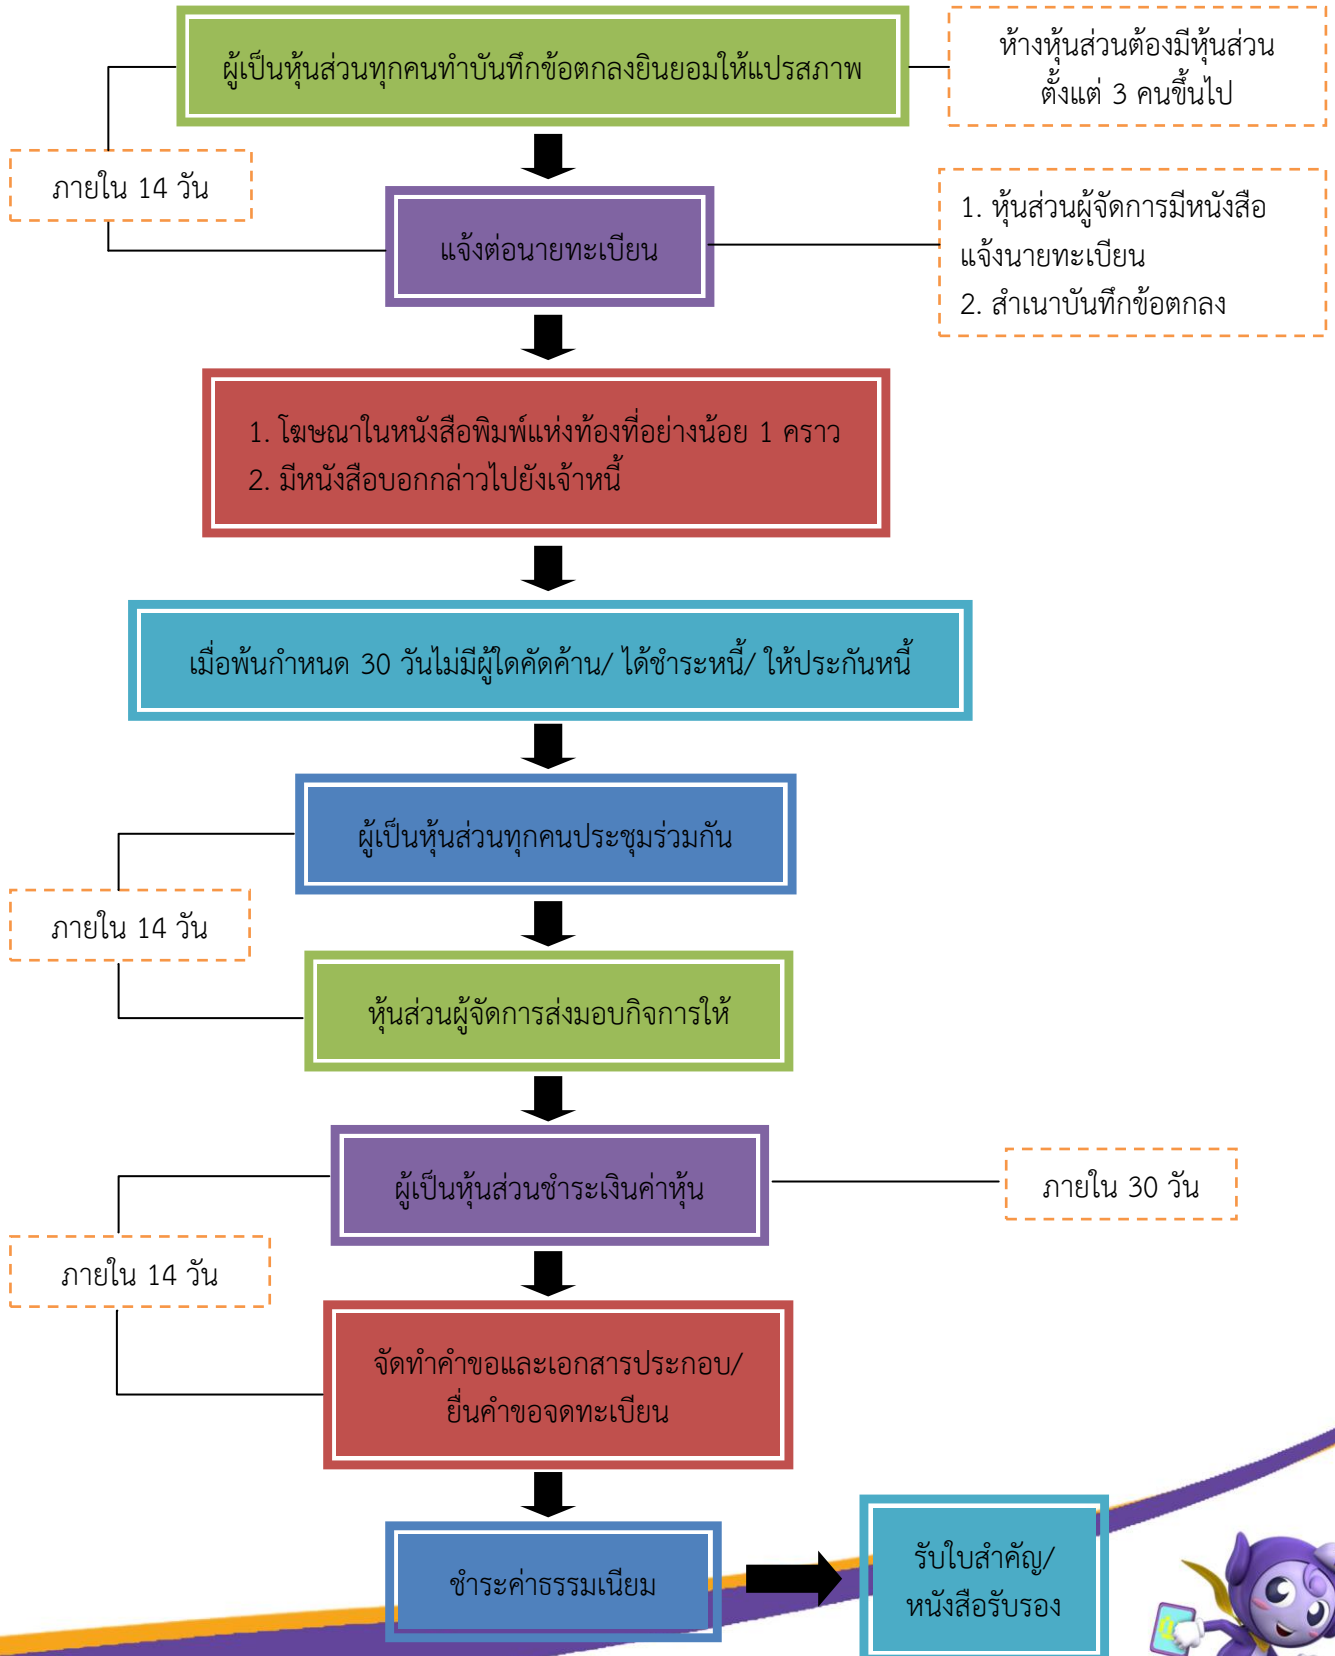 ผู้เป็นหุ้นส่วนทุกคนทำบันทึกข้อตกลงยินยอมให้แปรสภาพ
ห้างหุ้นส่วนต้องมีหุ้นส่วน
ตั้งแต่ 3 คนขึ้นไป
ภายใน 14 วัน
แจ้งต่อนายทะเบียน
1. หุ้นส่วนผู้จัดการมีหนังสือ
แจ้งนายทะเบียน
2. สำเนาบันทึกข้อตกลง
1. โฆษณาในหนังสือพิมพ์แห่งท้องที่อย่างน้อย 1 คราว
2. มีหนังสือบอกกล่าวไปยังเจ้าหนี้
เมื่อพ้นกำหนด 30 วันไม่มีผู้ใดคัดค้าน/ ได้ชำระหนี้/ ให้ประกันหนี้
ผู้เป็นหุ้นส่วนทุกคนประชุมร่วมกัน
ภายใน 14 วัน
หุ้นส่วนผู้จัดการส่งมอบกิจการให้
ผู้เป็นหุ้นส่วนชำระเงินค่าหุ้น
ภายใน 30 วัน
ภายใน 14 วัน
จัดทำคำขอและเอกสารประกอบ/
ยื่นคำขอจดทะเบียน
ชำระค่าธรรมเนียม
รับใบสำคัญ/
หนังสือรับรอง